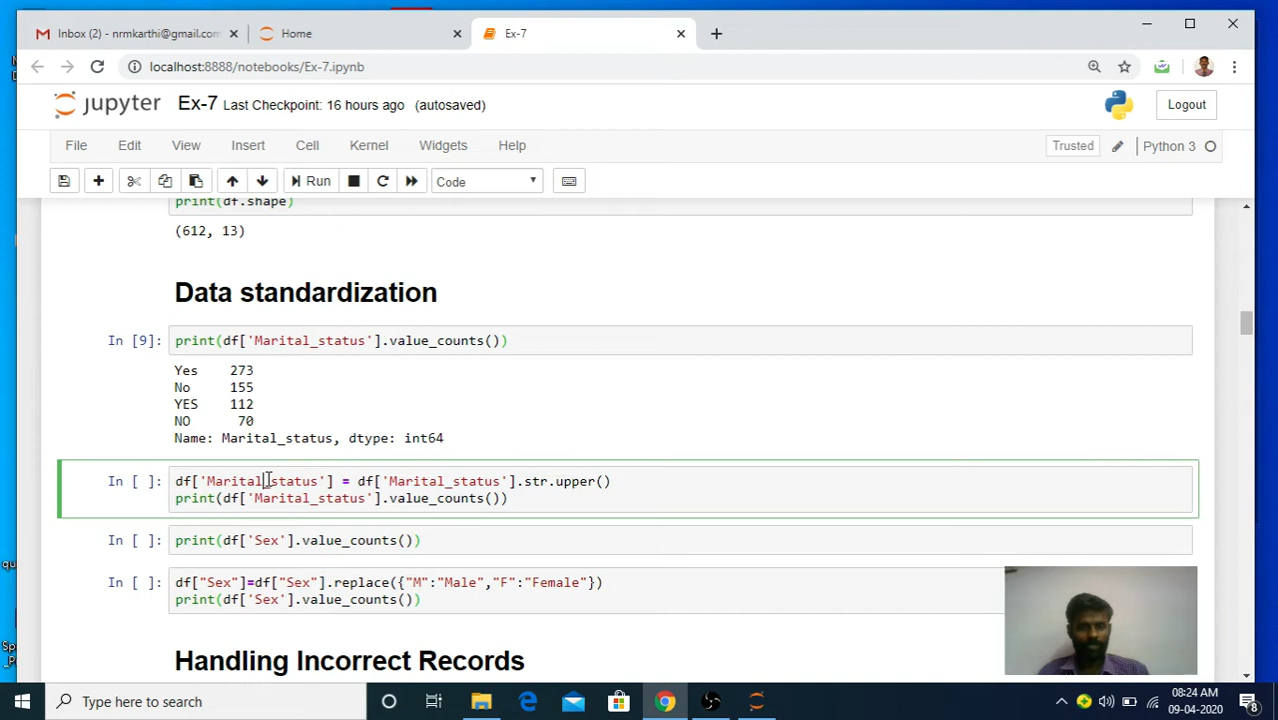 Inbox (2) - nrmkarthi@gmail.com
Home
Ex-7
localhost:8888/notebooks/Ex-7.ipynb
jupyter Ex-7 Last Checkpoint: 16 hours ago (autosaved)
Logout
File Edit View Insert Cell Kernel Widgets Help
Trusted
Python 3
Run
Code
print(df.shape)
(612, 13)
Data standardization
In [9]: print(df['Marital_status'].value_counts())
Yes 273
No 155
YES 112
NO 70
Name: Marital_status, dtype: int64
In [ ]: df['Marital_status'] = df['Marital_status'].str.upper()
print(df['Marital_status'].value_counts())
In [ ]: print(df['Sex'].value_counts())
In [ ]: df["Sex"]=df["Sex"].replace({"M":"Male","F":"Female"})
print(df['Sex'].value_counts())
Handling Incorrect Records
Type here to search
08:24 AM
09-04-2020
8